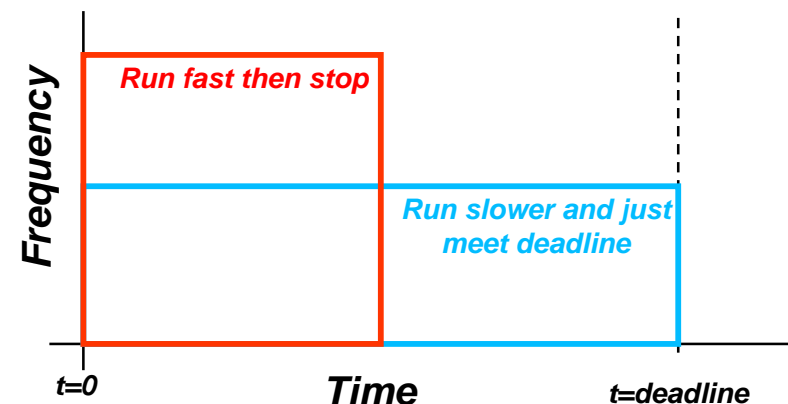 Frequency
Run fast then stop
Run slower and just
meet deadline
t=0
Time
t=deadline